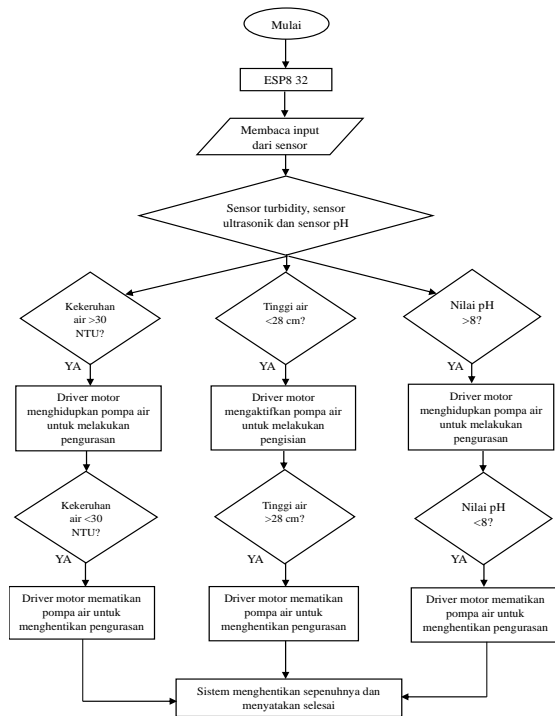 Mulai
ESP8 32
Membaca input
dari sensor
Sensor turbidity, sensor
ultrasonik dan sensor pH
Kekeruhan
air >30
NTU?
YA
Tinggi air
<28 cm?
YA
Nilai pH
>8?
YA
Driver motor
menghidupkan pompa air
untuk melakukan
pengurasan
Driver motor
mengaktifkan pompa air
untuk melakukan
pengisian
Driver motor
menghidupkan pompa air
untuk melakukan
pengurasan
Kekeruhan
air <30
NTU?
YA
Tinggi air
>28 cm?
YA
Nilai pH
<8?
YA
Driver motor mematikan
pompa air untuk
menghentikan pengurasan
Driver motor mematikan
pompa air untuk
menghentikan pengurasan
Driver motor mematikan
pompa air untuk
menghentikan pengurasan
Sistem menghentikan sepenuhnya dan
menyatakan selesai